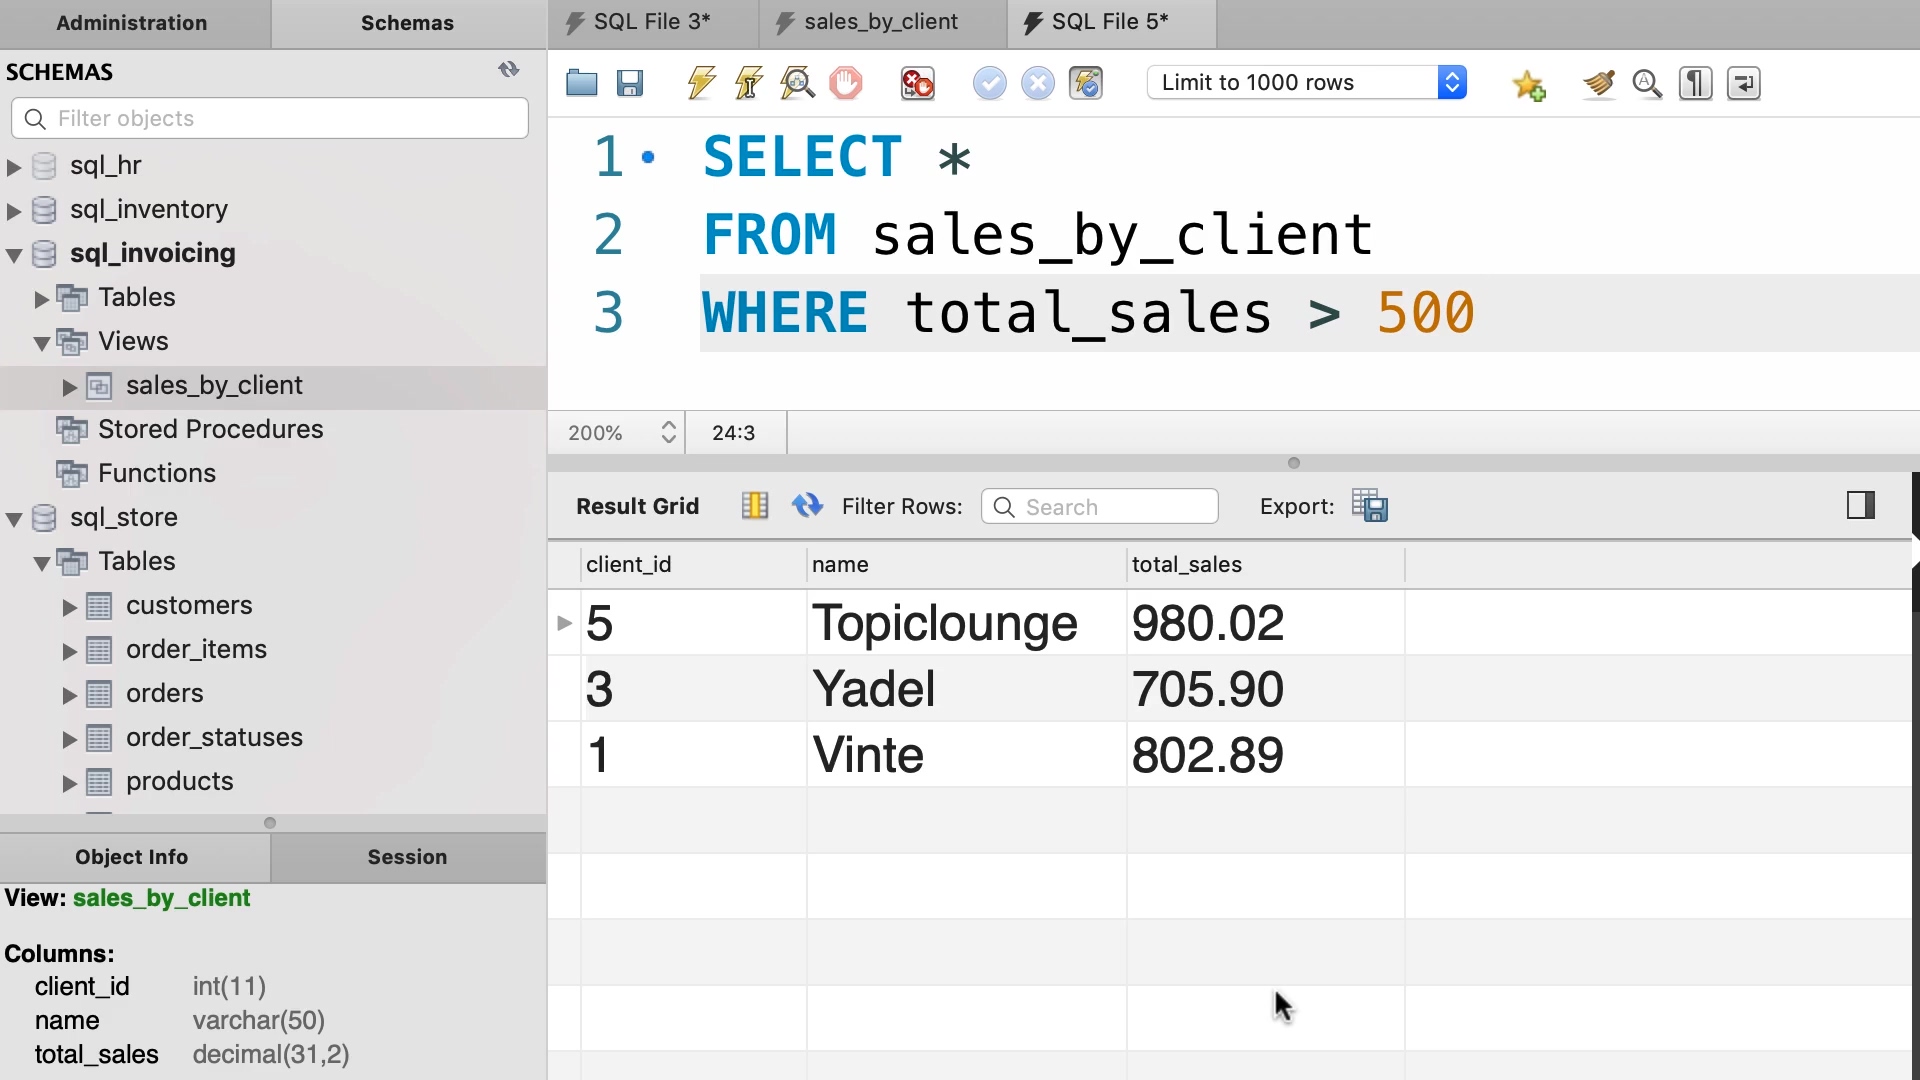 Administration
Schemas
SCHEMAS
Filter objects
sql_hr
sql_inventory
sql_invoicing
Tables
Views
sales_by_client
Stored Procedures
Functions
sql_store
Tables
customers
order_items
orders
order_statuses
products
Object Info
Session
View: sales_by_client
Columns:
client_id int(11)
name varchar(50)
total_sales decimal(31,2)
SQL File 3*
sales_by_client
SQL File 5*
Limit to 1000 rows
1 SELECT *
2 FROM sales_by_client
3 WHERE total_sales > 500
200%
24:3
Result Grid
Filter Rows:
Search
Export:
client_id name total_sales
5 Topiclounge 980.02
3 Yadel 705.90
1 Vinte 802.89